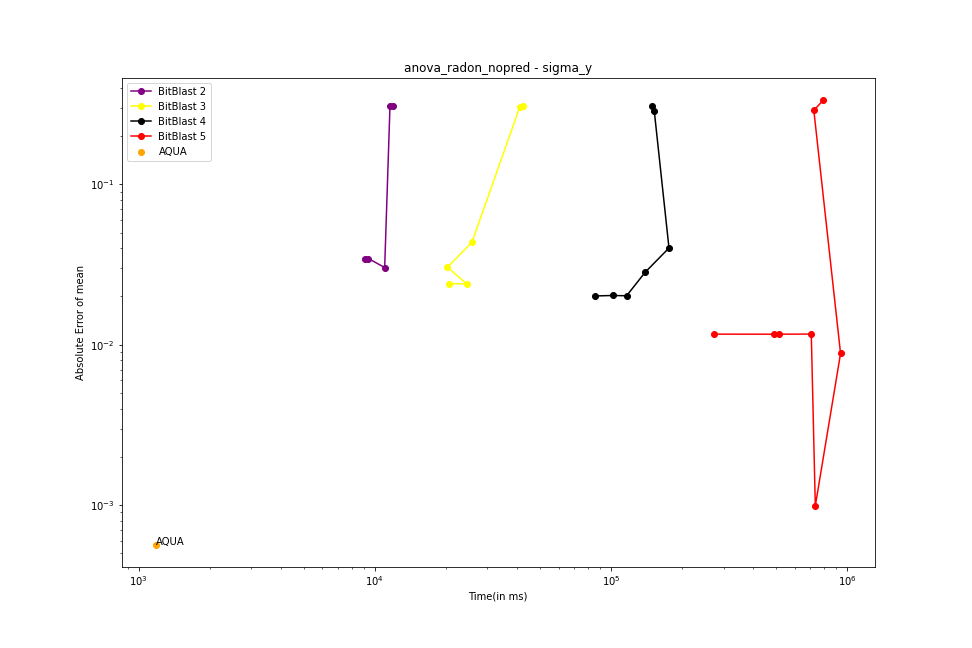 anova_radon_nopred - sigma_y
BitBlast 2
BitBlast 3
BitBlast 4
BitBlast 5
AQUA
Absolute Error of mean
10⁻¹
10⁻²
10⁻³
AQUA
10³ 10⁴ 10⁵ 10⁶
Time(in ms)